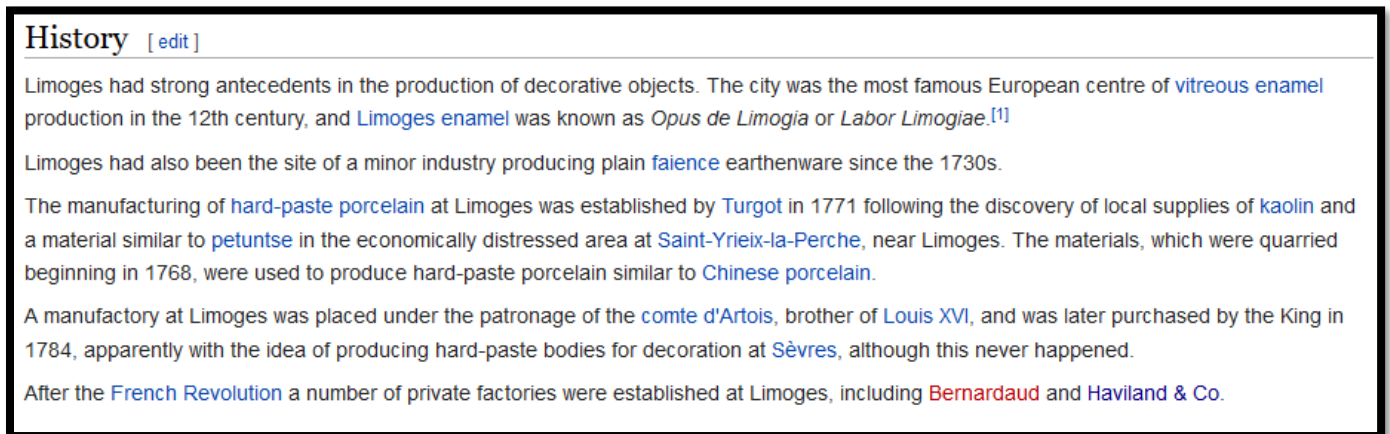 History [ edit ]
Limoges had strong antecedents in the production of decorative objects. The city was the most famous European centre of vitreous enamel
production in the 12th century, and Limoges enamel was known as Opus de Limogia or Labor Limogiae.[1]
Limoges had also been the site of a minor industry producing plain faience earthenware since the 1730s.
The manufacturing of hard-paste porcelain at Limoges was established by Turgot in 1771 following the discovery of local supplies of kaolin and
a material similar to petuntse in the economically distressed area at Saint-Yrieix-la-Perche, near Limoges. The materials, which were quarried
beginning in 1768, were used to produce hard-paste porcelain similar to Chinese porcelain.
A manufactory at Limoges was placed under the patronage of the comte d'Artois, brother of Louis XVI, and was later purchased by the King in
1784, apparently with the idea of producing hard-paste bodies for decoration at Sèvres, although this never happened.
After the French Revolution a number of private factories were established at Limoges, including Bernardaud and Haviland & Co.